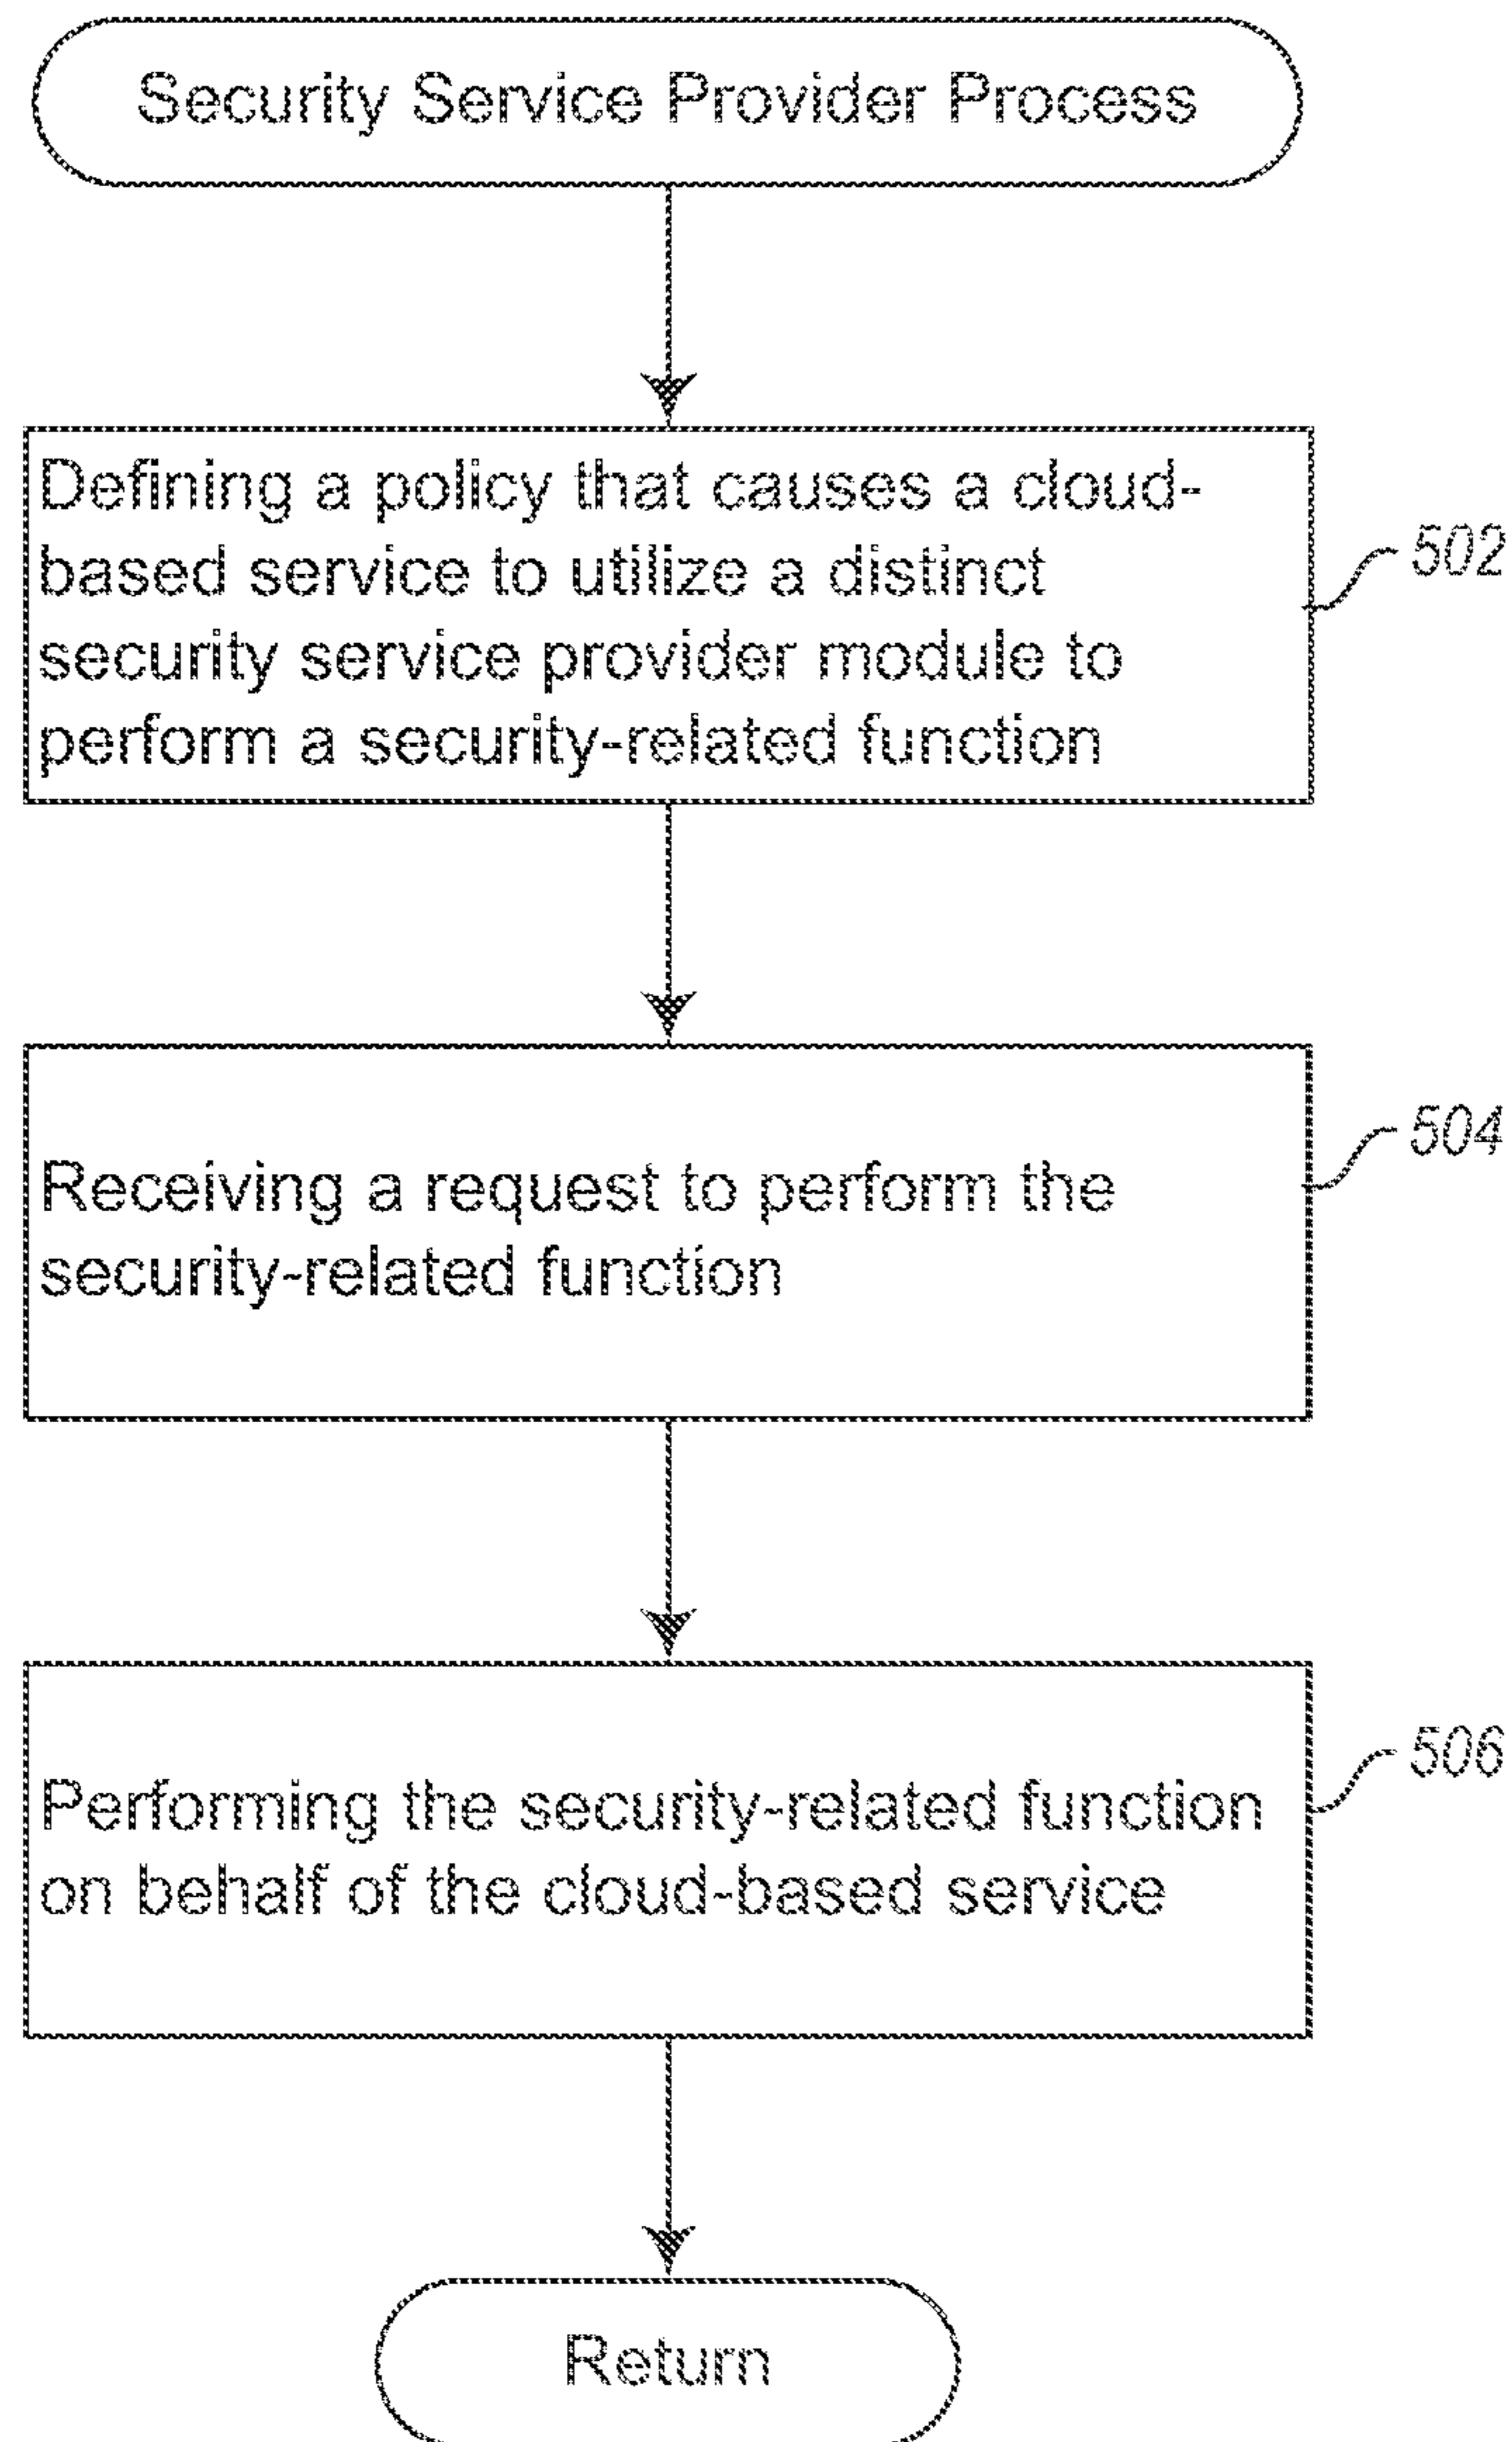 Security Service Provider Process
Defining a policy that causes a cloud-
based service to utilize a distinct
security service provider module to
perform a security-related function
502
Receiving a request to perform the
security-related function
504
Performing the security-related function
on behalf of the cloud-based service
506
Return